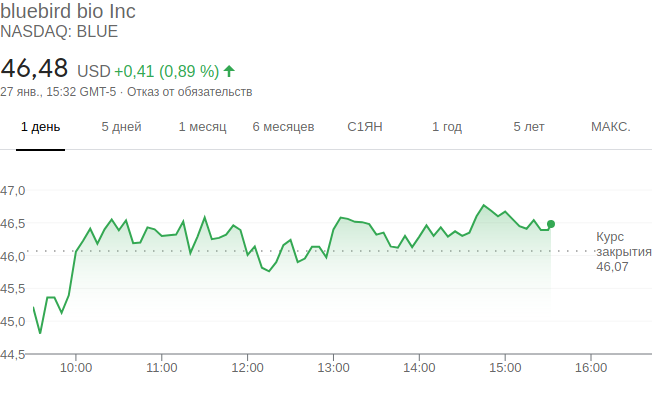 bluebird bio Inc
NASDAQ: BLUE
46,48 USD +0,41 (0,89 %)
27 янв., 15:32 GMT-5 · Отказ от обязательств
1 день 5 дней 1 месяц 6 месяцев С1ЯН 1 год 5 лет МАКС.
47,0
46,5
46,0
45,5
45,0
44,5
Курс
закрытия
46,07
10:00 11:00 12:00 13:00 14:00 15:00 16:00